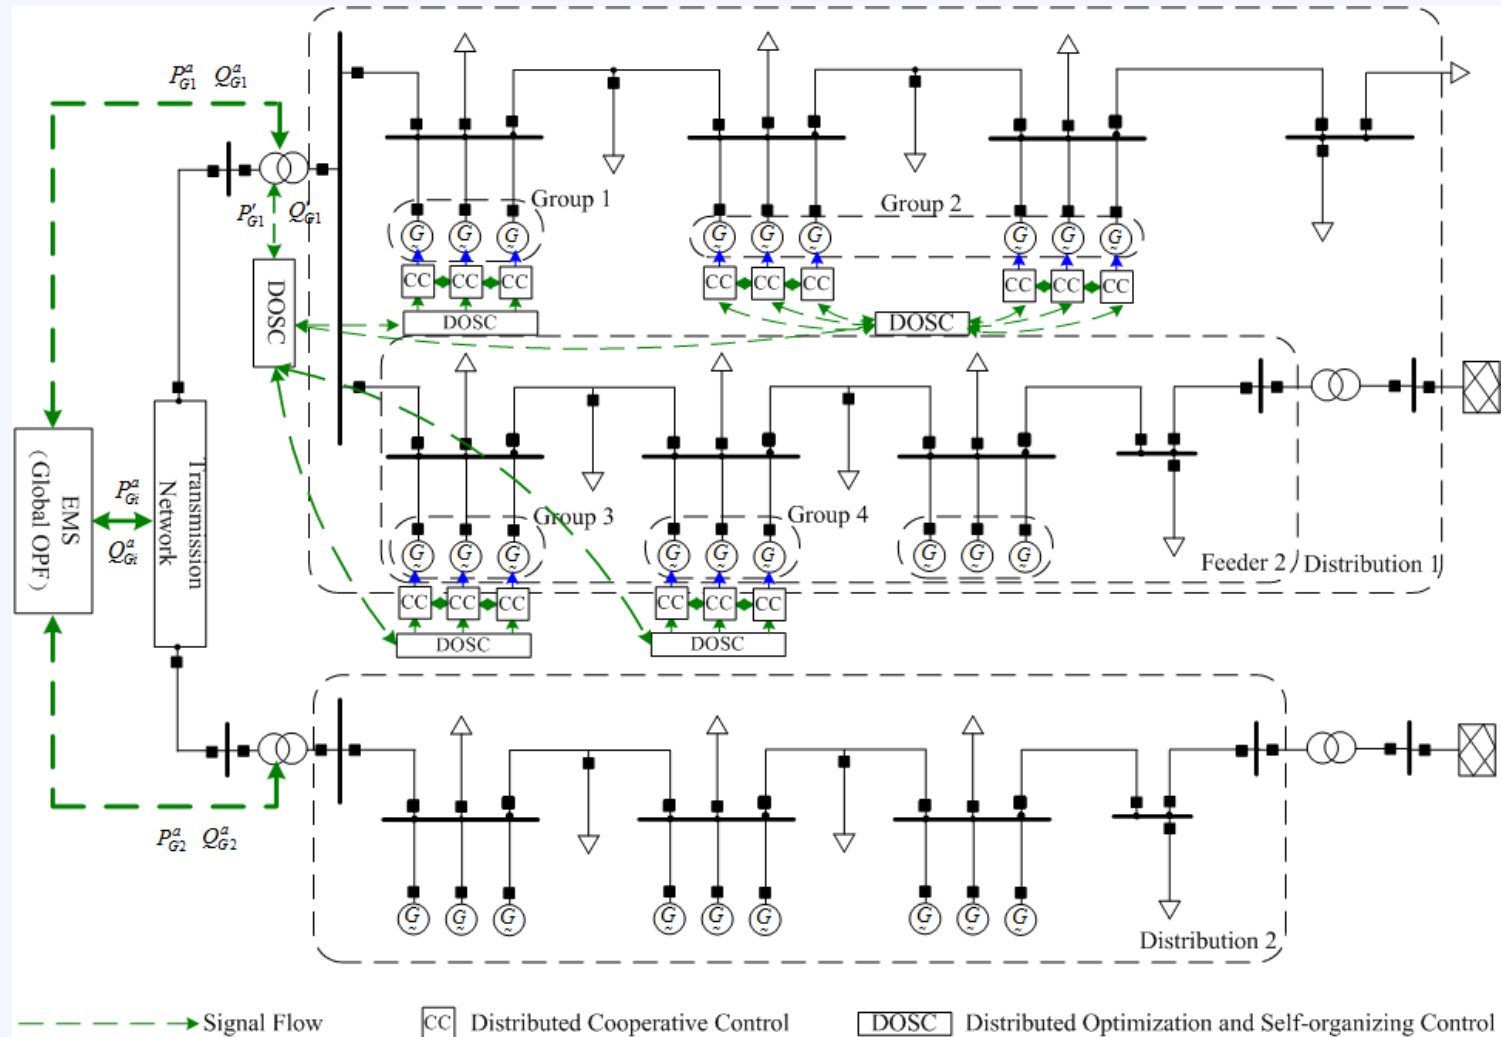 P^a_G1 Q^a_G1
P'_G1 Q'_G1
Group 1
Group 2
G G G
G G G
G G G
CC CC CC
CC CC CC
CC CC CC
DOSC
DOSC
DOSC
EMS
(Global OPF)
P^a_Gi
Q^a_Gi
Transmission
Network
Group 3
Group 4
G G G
G G G
G G G
Feeder 2
Distribution 1
CC CC CC
CC CC CC
DOSC
DOSC
P^a_G2 Q^a_G2
G G G
G G G
G G G
Distribution 2
Signal Flow
CC Distributed Cooperative Control
DOSC Distributed Optimization and Self-organizing Control